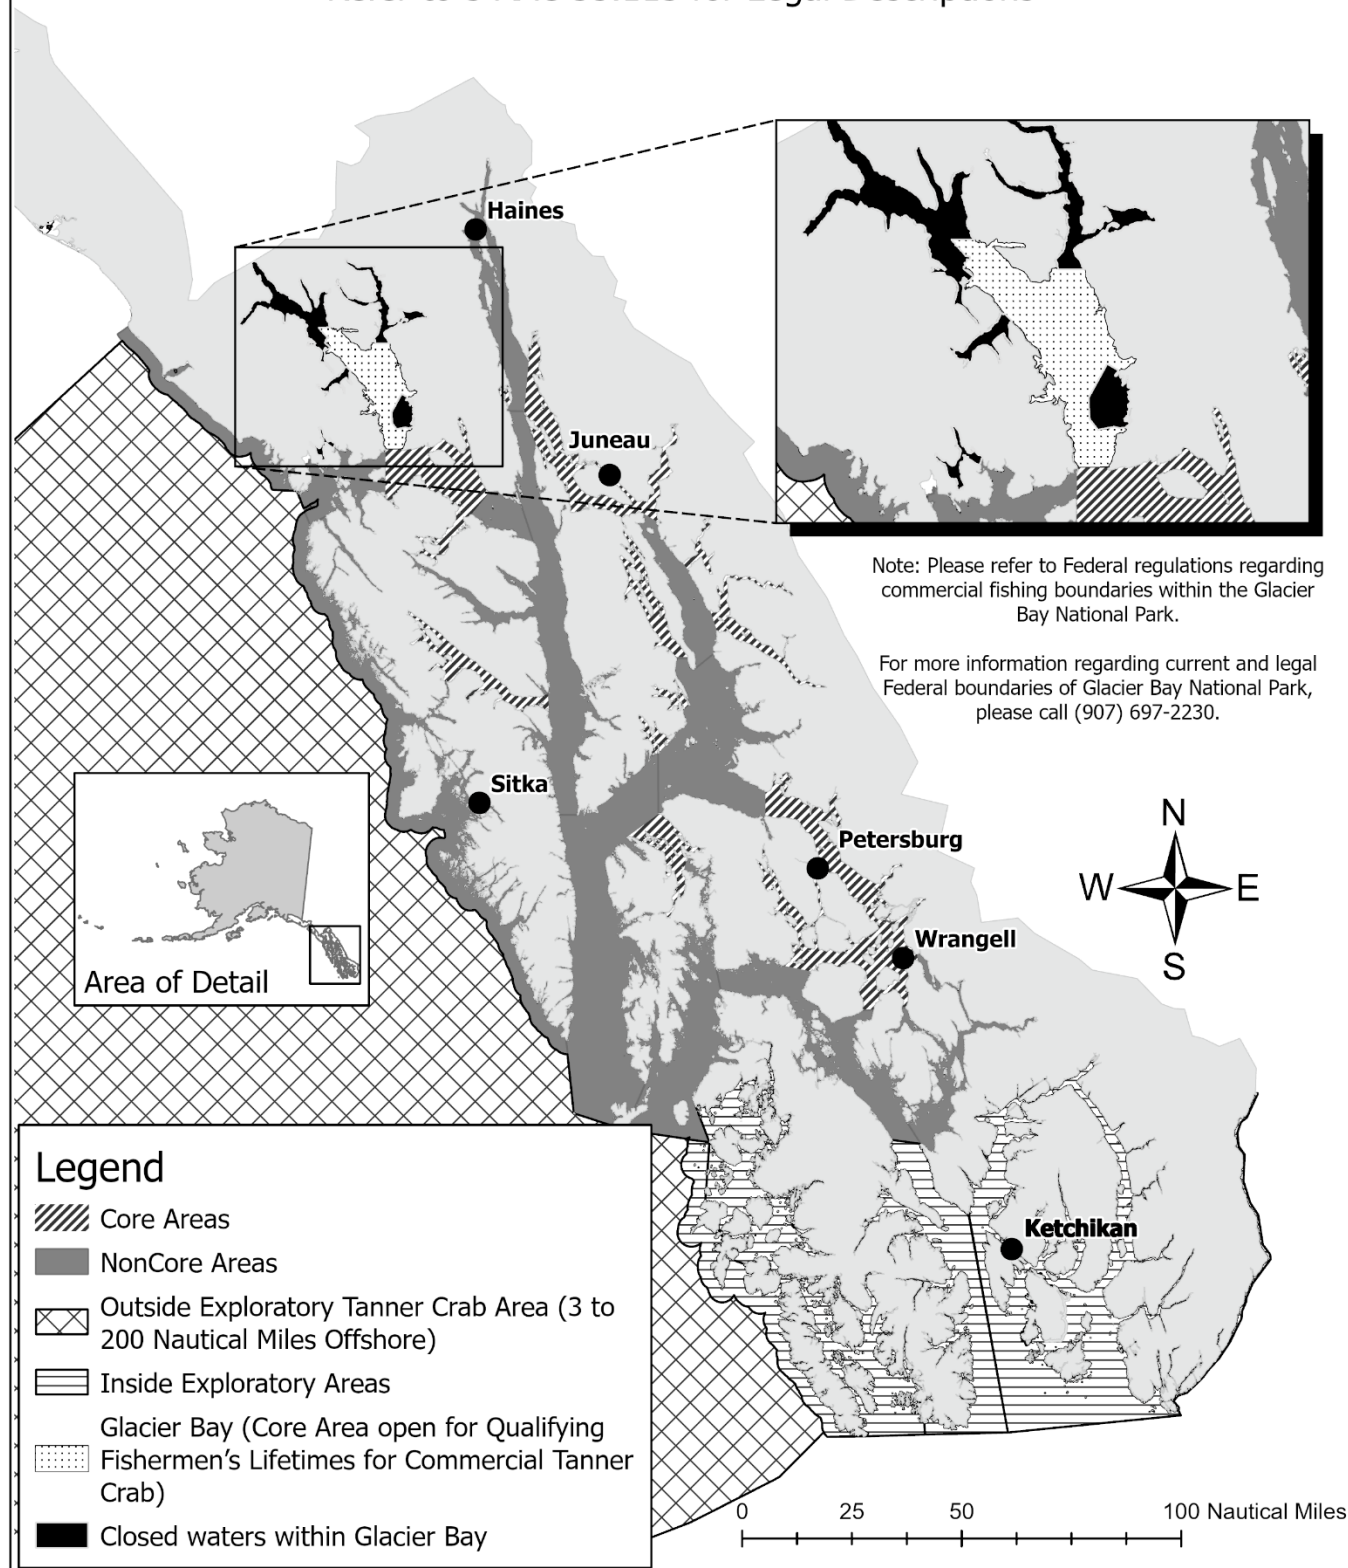 Haines
Juneau
Note: Please refer to Federal regulations regarding
commercial fishing boundaries within the Glacier
Bay National Park.
For more information regarding current and legal
Federal boundaries of Glacier Bay National Park,
please call (907) 697-2230.
Sitka
Petersburg
Wrangell
N
W
E
S
Area of Detail
Ketchikan
Legend
Core Areas
NonCore Areas
Outside Exploratory Tanner Crab Area (3 to
200 Nautical Miles Offshore)
Inside Exploratory Areas
Glacier Bay (Core Area open for Qualifying
Fishermen's Lifetimes for Commercial Tanner
Crab)
Closed waters within Glacier Bay
0 25 50 100 Nautical Miles